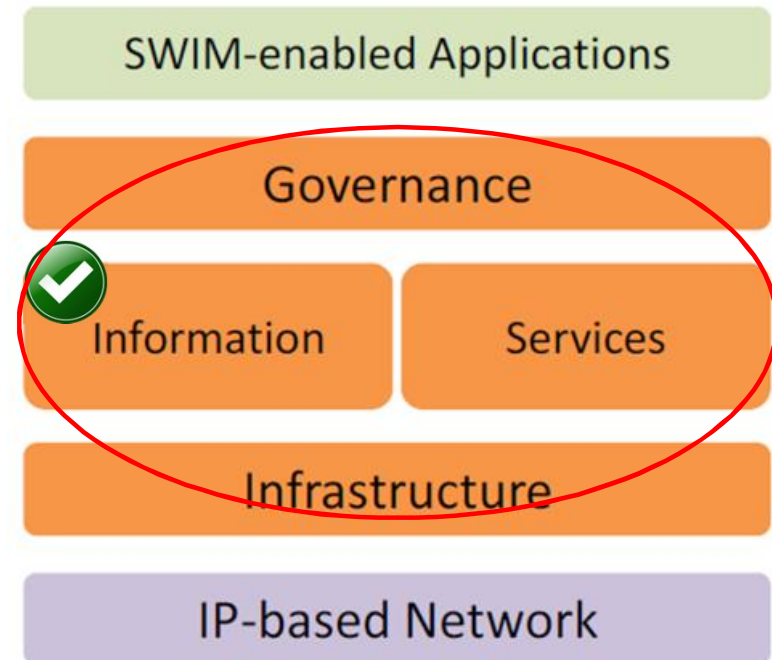 SWIM-enabled Applications
Governance
Information
Services
Infrastructure
IP-based Network